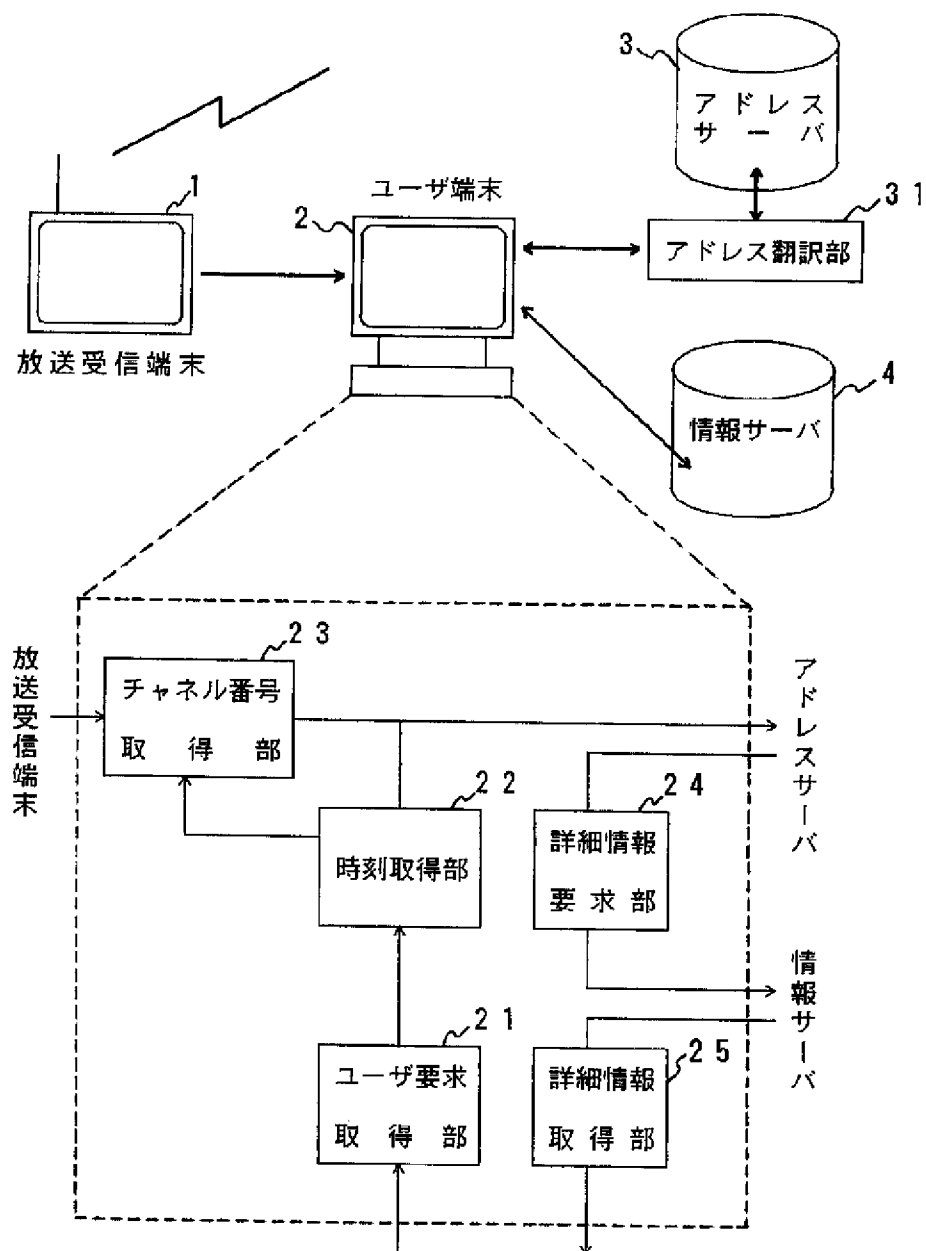 3
アドレス
サーバ
1
ユーザ端末
2
31
アドレス翻訳部
放送受信端末
4
情報サーバ
23
放送受信端末
チャネル番号
取得部
アドレスサーバ
22
時刻取得部
24
詳細情報
要求部
情報サーバ
21
ユーザ要求
取得部
25
詳細情報
取得部